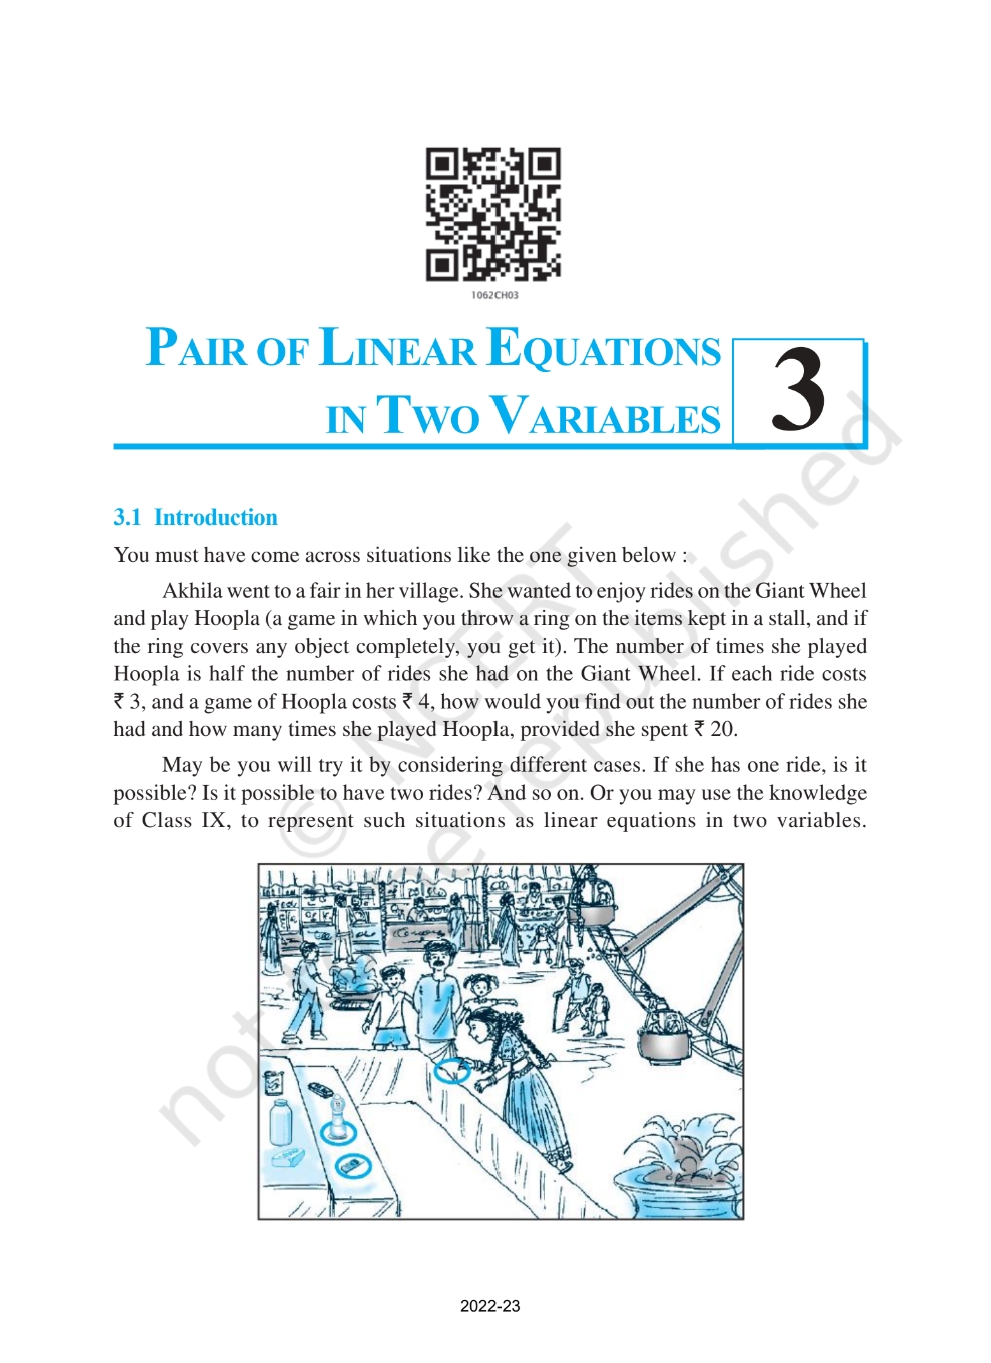 1062CH03
PAIR OF LINEAR EQUATIONS
IN TWO VARIABLES
3
3.1 Introduction
You must have come across situations like the one given below :
Akhila went to a fair in her village. She wanted to enjoy rides on the Giant Wheel
and play Hoopla (a game in which you throw a ring on the items kept in a stall, and if
the ring covers any object completely, you get it). The number of times she played
Hoopla is half the number of rides she had on the Giant Wheel. If each ride costs
₹ 3, and a game of Hoopla costs ₹ 4, how would you find out the number of rides she
had and how many times she played Hoopla, provided she spent ₹ 20.
May be you will try it by considering different cases. If she has one ride, is it
possible? Is it possible to have two rides? And so on. Or you may use the knowledge
of Class IX, to represent such situations as linear equations in two variables.
© NCERT
not to be republished
2022-23